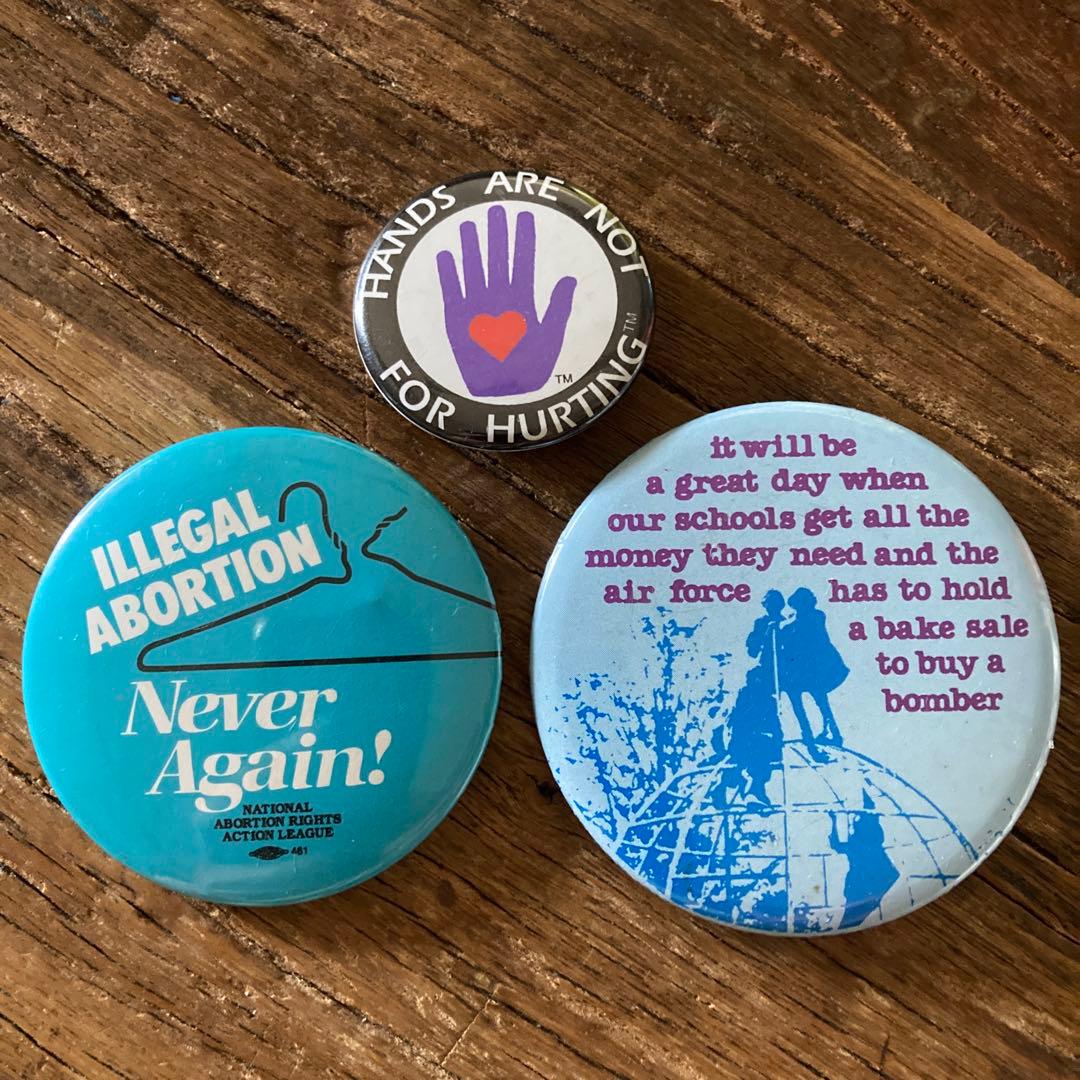 HANDS ARE NOT
FOR HURTING™
TM
ILLEGAL
ABORTION
Never
Again!
NATIONAL
ABORTION RIGHTS
ACTION LEAGUE
461
it will be
a great day when
our schools get all the
money they need and the
air force has to hold
a bake sale
to buy a
bomber